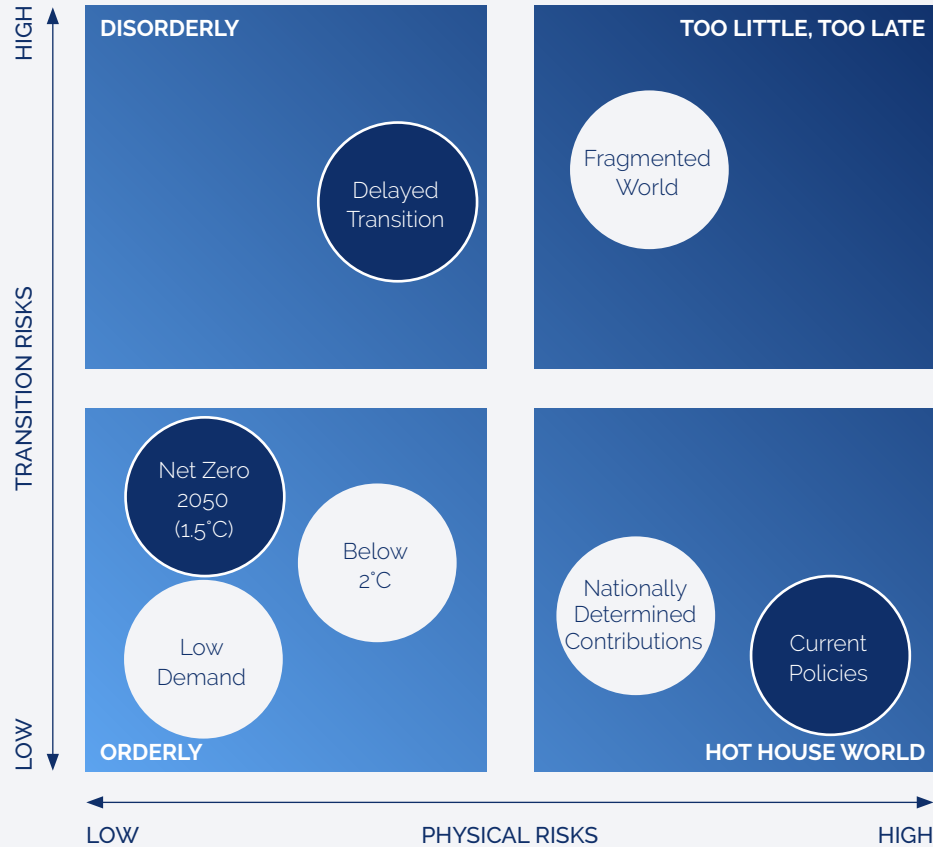 HIGH
TRANSITION RISKS
LOW
DISORDERLY
Delayed
Transition
TOO LITTLE, TOO LATE
Fragmented
World
Net Zero
2050
(1.5°C)
Below
2°C
Low
Demand
ORDERLY
Nationally
Determined
Contributions
Current
Policies
HOT HOUSE WORLD
LOW
PHYSICAL RISKS
HIGH